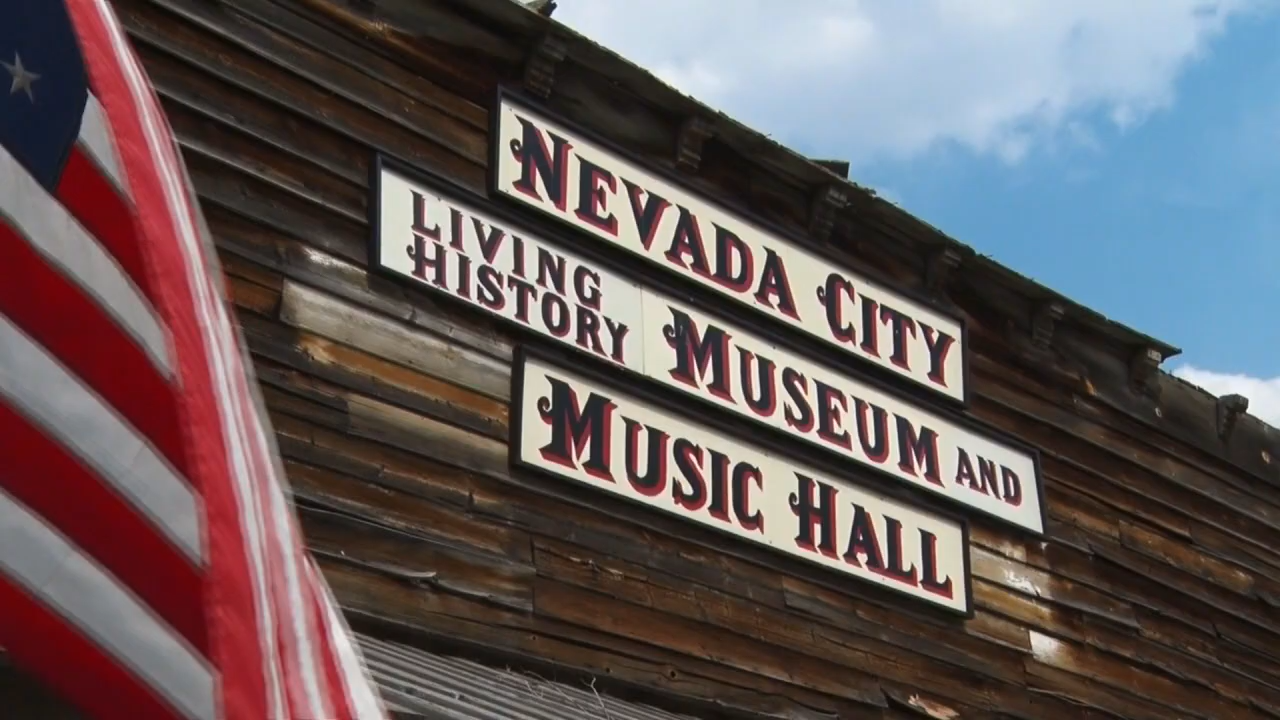 NEVADA CITY
LIVING
HISTORY
MUSEUM AND
MUSIC HALL